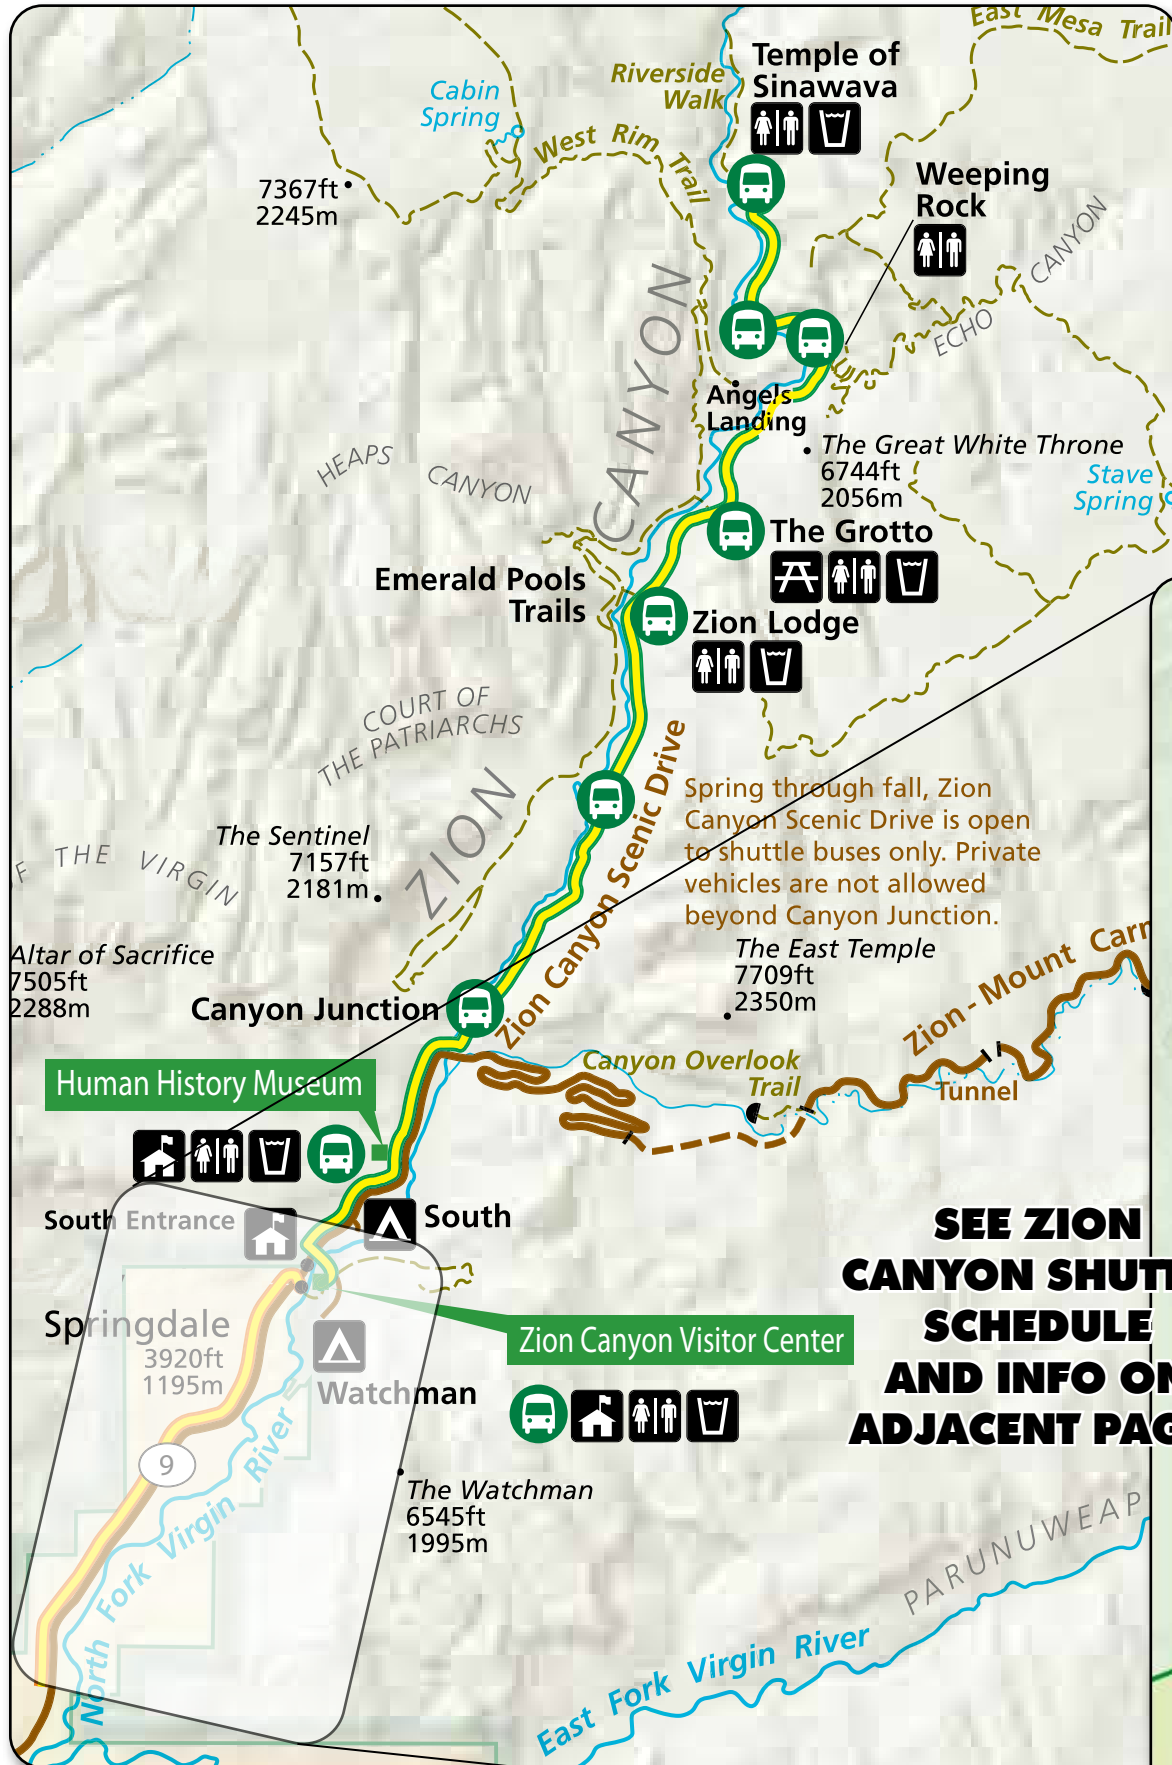 East Mesa Trail
Temple of
Sinawava
Riverside
Walk
Cabin
Spring
West Rim Trail
Weeping
Rock
7367ft
2245m
CANYON
ECHO
CANYON
Angels
Landing
The Great White Throne
6744ft
2056m
Stave
Spring
HEAPS
CANYON
The Grotto
Emerald Pools
Trails
Zion Lodge
COURT OF
THE PATRIARCHS
ZION
Zion Canyon Scenic Drive
Spring through fall, Zion
Canyon Scenic Drive is open
to shuttle buses only. Private
vehicles are not allowed
beyond Canyon Junction.
The Sentinel
7157ft
2181m
F THE VIRGIN
Altar of Sacrifice
7505ft
2288m
The East Temple
7709ft
2350m
Zion - Mount Carm
Canyon Junction
Canyon Overlook
Trail
Tunnel
Human History Museum
South Entrance
South
SEE ZION
CANYON SHUTT
SCHEDULE
AND INFO ON
ADJACENT PAG
Springdale
3920ft
1195m
Zion Canyon Visitor Center
Watchman
9
The Watchman
6545ft
1995m
North Fork Virgin River
PARUNUWEAP
East Fork Virgin River